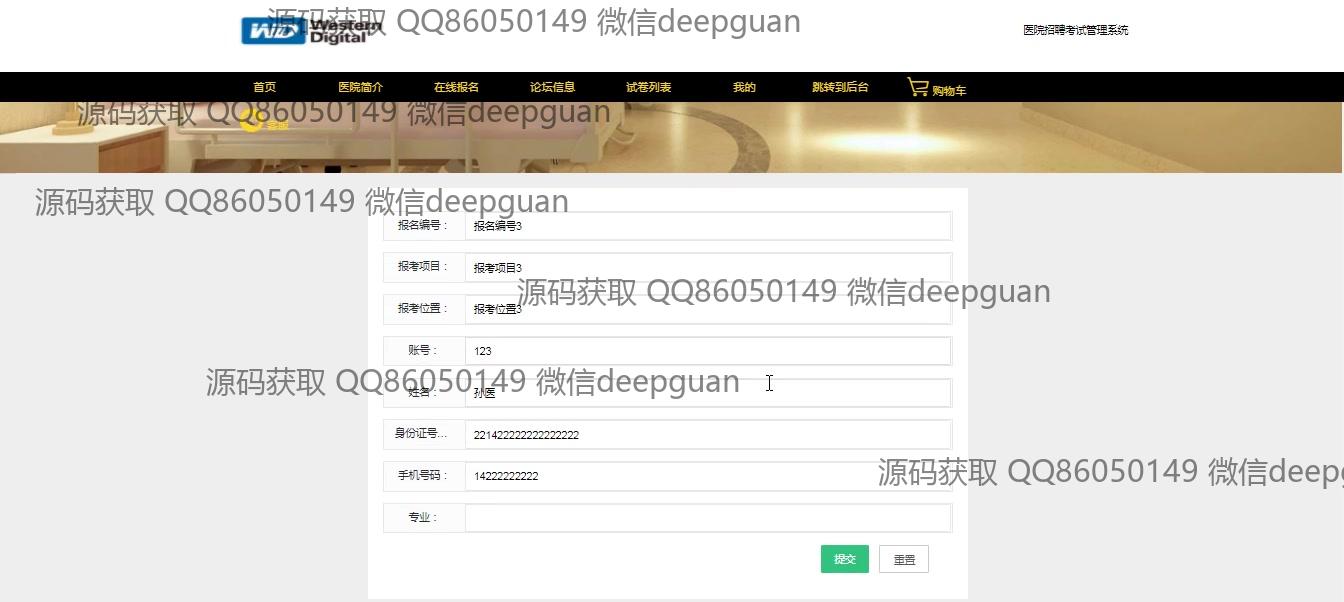 源码获取 QQ86050149 微信deepguan
WD Western Digital
医院招聘考试管理系统
首页 医院简介 在线报名 论坛信息 试卷列表 我的 跳转到后台 购物车
源码获取 QQ86050149 微信deepguan
客服
源码获取 QQ86050149 微信deepguan
报名编号： 报名编号3
报考项目： 报考项目3
源码获取 QQ86050149 微信deepguan
报考位置： 报考位置3
账号： 123
源码获取 QQ86050149 微信deepguan
姓名： 孙医
身份证号... 221422222222222222
源码获取 QQ86050149 微信deepg
手机号码： 14222222222
专业：
提交 重置